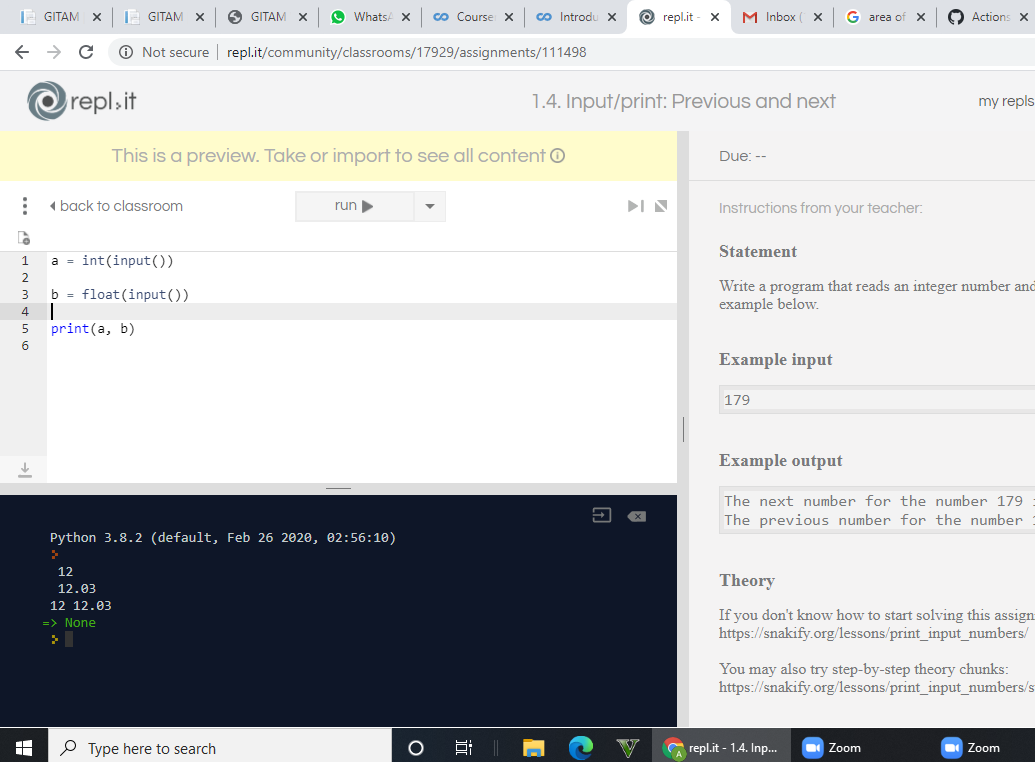 GITAM
GITAM
GITAM
WhatsA
Courser
Introdu
repl.it -
Inbox (
area of
Actions
Not secure
repl.it/community/classrooms/17929/assignments/111498
repl.it
1.4. Input/print: Previous and next
my repls
This is a preview. Take or import to see all content
Due: --
back to classroom
run
Instructions from your teacher:
1 a = int(input())
2
3 b = float(input())
4
5 print(a, b)
6
Statement
Write a program that reads an integer number and
example below.
Example input
179
Example output
The next number for the number 179
The previous number for the number
Theory
If you don't know how to start solving this assign
https://snakify.org/lessons/print_input_numbers/
You may also try step-by-step theory chunks:
https://snakify.org/lessons/print_input_numbers/s
Python 3.8.2 (default, Feb 26 2020, 02:56:10)
12
12.03
12 12.03
=> None
Type here to search
repl.it - 1.4. Inp...
Zoom
Zoom